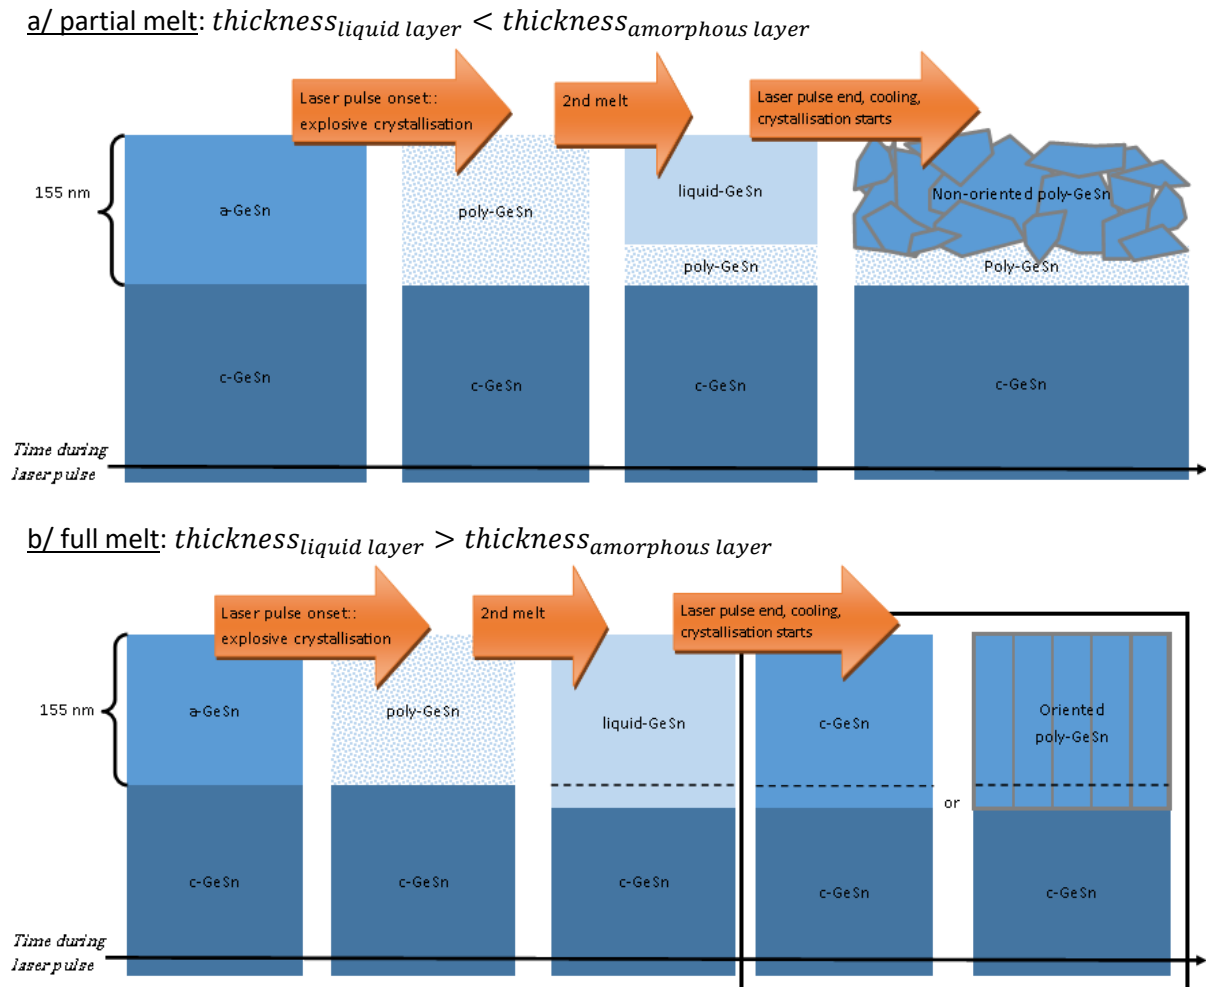 a/ partial melt: thickness_liquid layer < thickness_amorphous layer
Laser pulse onset::
explosive crystallisation
2nd melt
Laser pulse end, cooling,
crystallisation starts
155 nm
a-GeSn
poly-GeSn
liquid-GeSn
Non-oriented poly-GeSn
poly-GeSn
Poly-GeSn
c-GeSn
c-GeSn
c-GeSn
c-GeSn
Time during
laser pulse
b/ full melt: thickness_liquid layer > thickness_amorphous layer
Laser pulse onset::
explosive crystallisation
2nd melt
Laser pulse end, cooling,
crystallisation starts
155 nm
a-GeSn
poly-GeSn
liquid-GeSn
c-GeSn
Oriented
poly-GeSn
or
c-GeSn
c-GeSn
c-GeSn
c-GeSn
c-GeSn
Time during
laser pulse